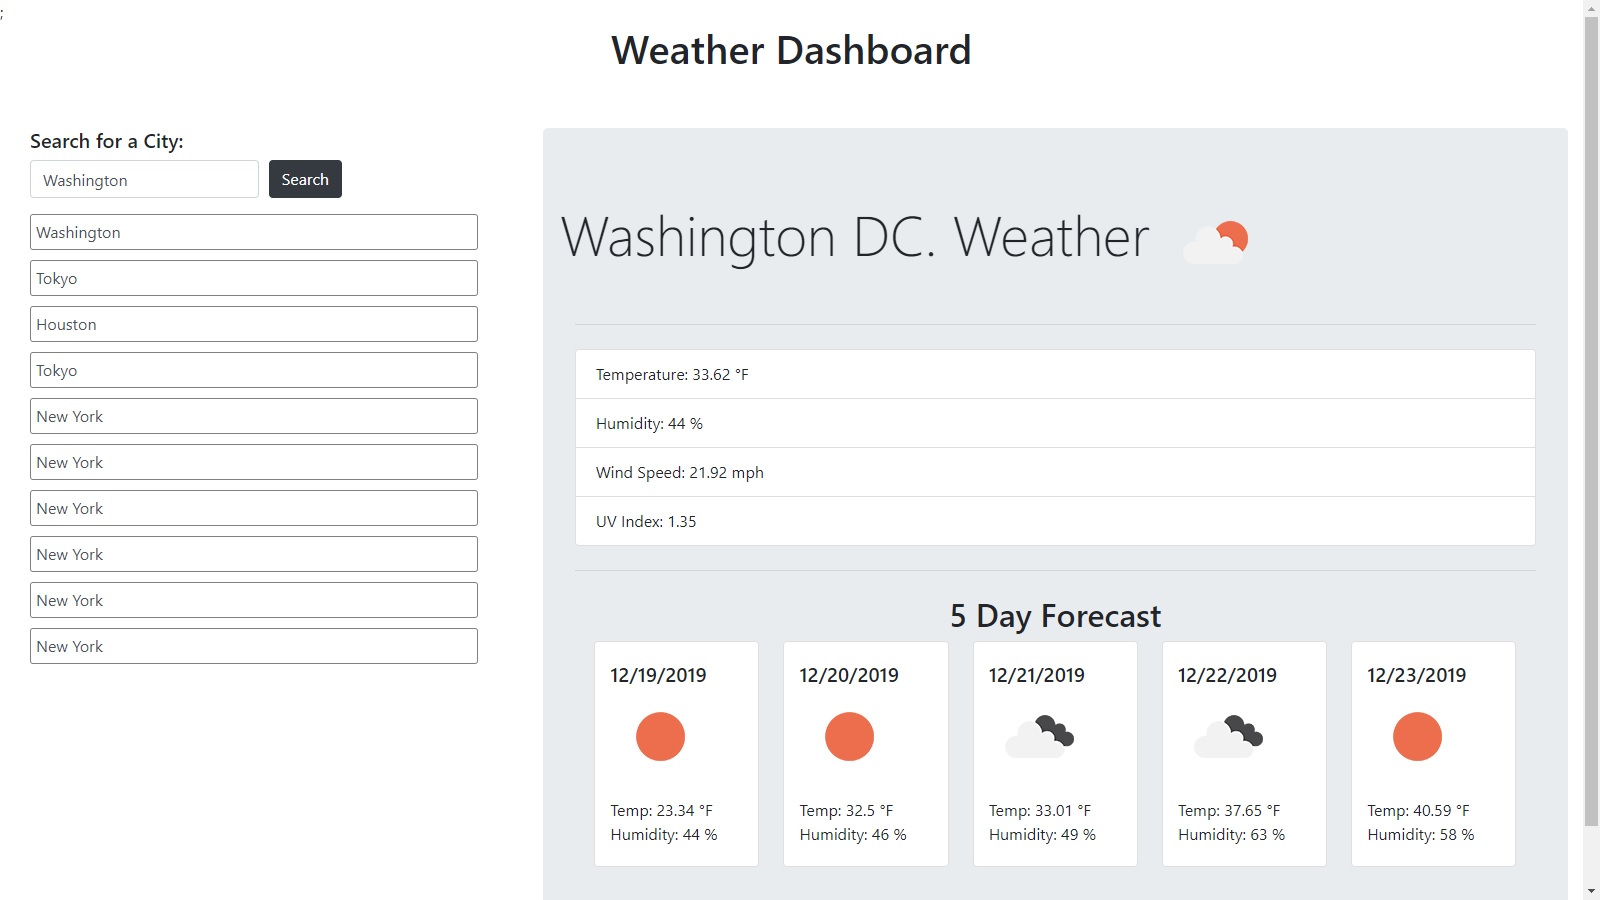 ;
Weather Dashboard
Search for a City:
Washington
Search
Washington
Tokyo
Houston
Tokyo
New York
New York
New York
New York
New York
New York
Washington DC. Weather
Temperature: 33.62 °F
Humidity: 44 %
Wind Speed: 21.92 mph
UV Index: 1.35
5 Day Forecast
12/19/2019
Temp: 23.34 °F
Humidity: 44 %
12/20/2019
Temp: 32.5 °F
Humidity: 46 %
12/21/2019
Temp: 33.01 °F
Humidity: 49 %
12/22/2019
Temp: 37.65 °F
Humidity: 63 %
12/23/2019
Temp: 40.59 °F
Humidity: 58 %